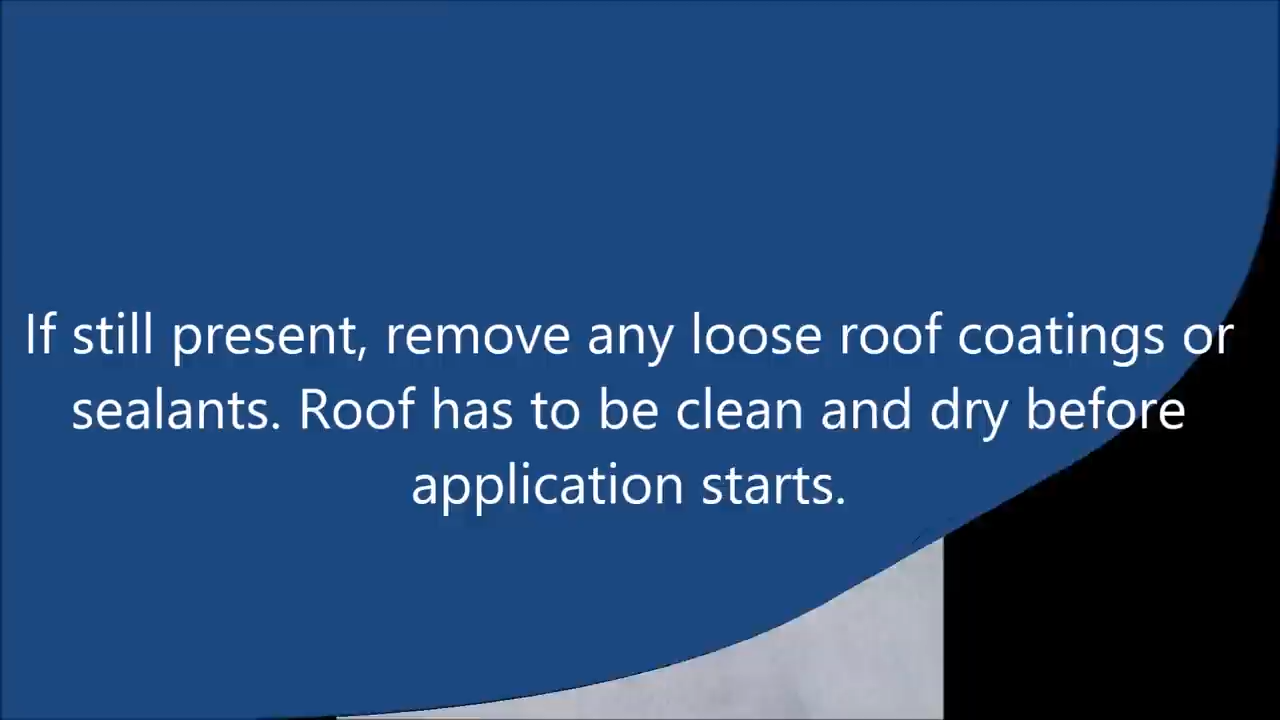 If still present, remove any loose roof coatings or
sealants. Roof has to be clean and dry before
application starts.